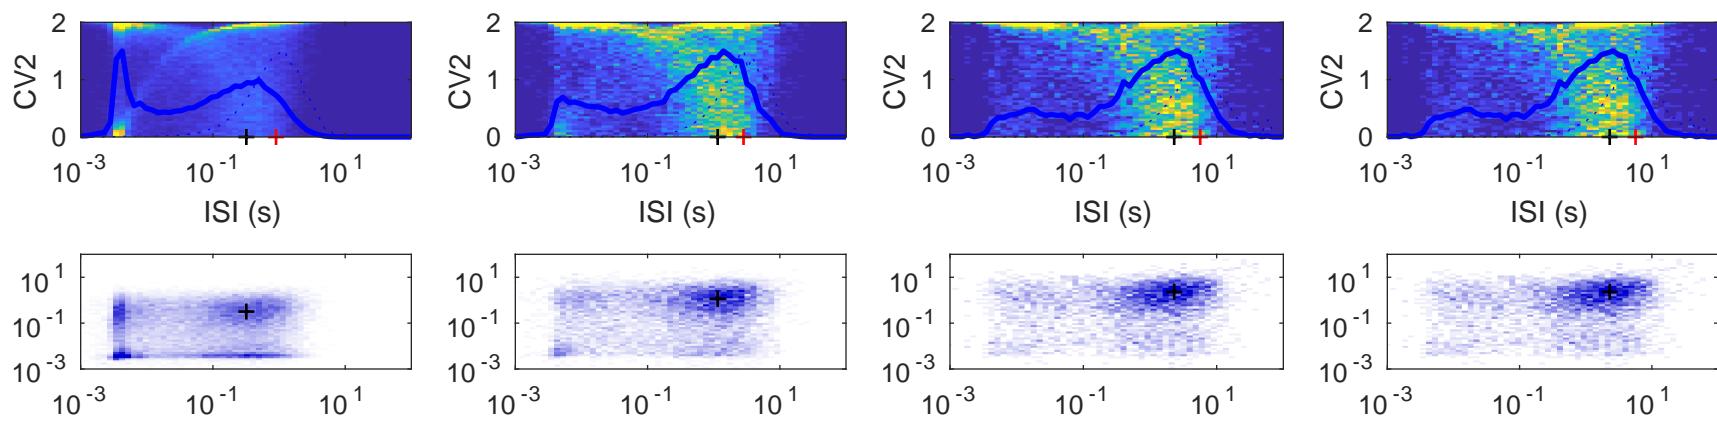 2 2 2 2
CV2 1 CV2 1 CV2 1 CV2 1
0 0 0 0
10^-3 10^-1 10^1 10^-3 10^-1 10^1 10^-3 10^-1 10^1 10^-3 10^-1 10^1
ISI (s) ISI (s) ISI (s) ISI (s)
10^1 10^1 10^1 10^1
10^-1 10^-1 10^-1 10^-1
10^-3 10^-3 10^-3 10^-3
10^-3 10^-1 10^1 10^-3 10^-1 10^1 10^-3 10^-1 10^1 10^-3 10^-1 10^1